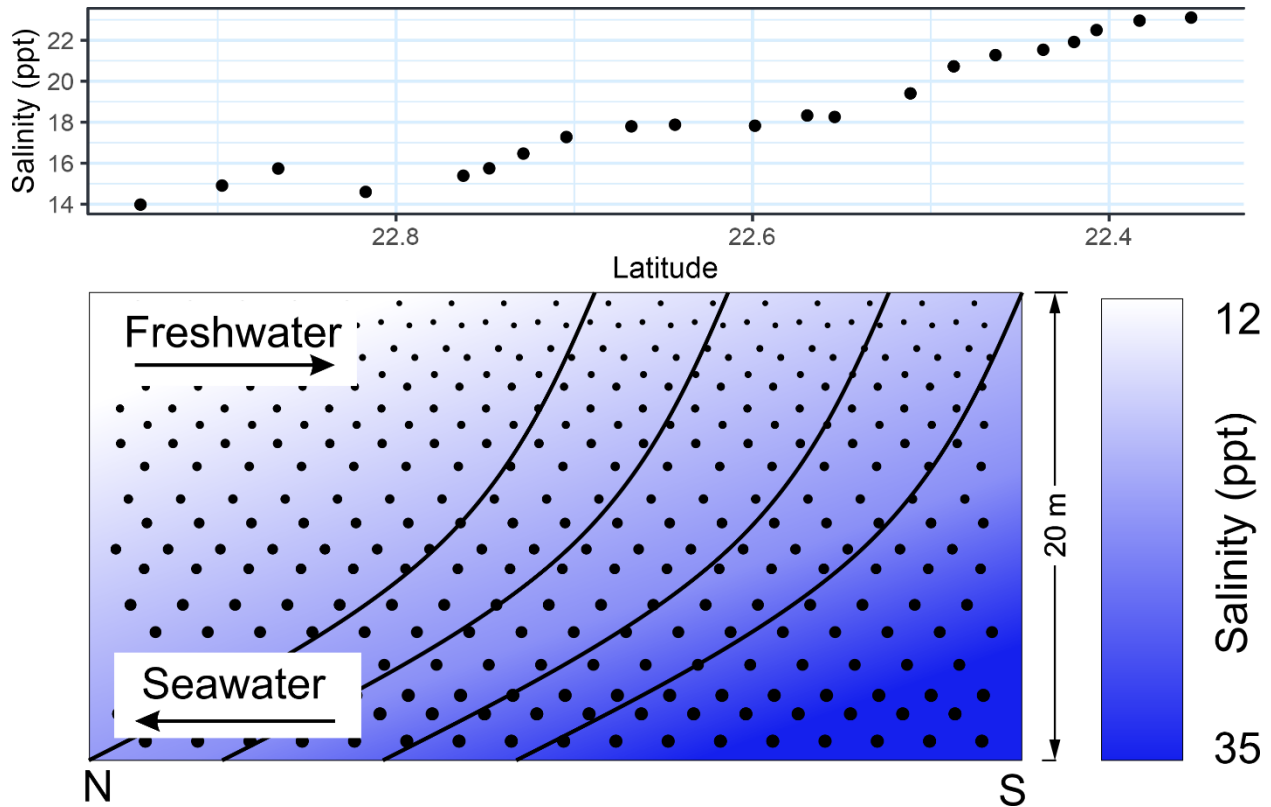 Salinity (ppt)
22
20
18
16
14
22.8
22.6
22.4
Latitude
Freshwater
Seawater
N
S
20 m
12
Salinity (ppt)
35